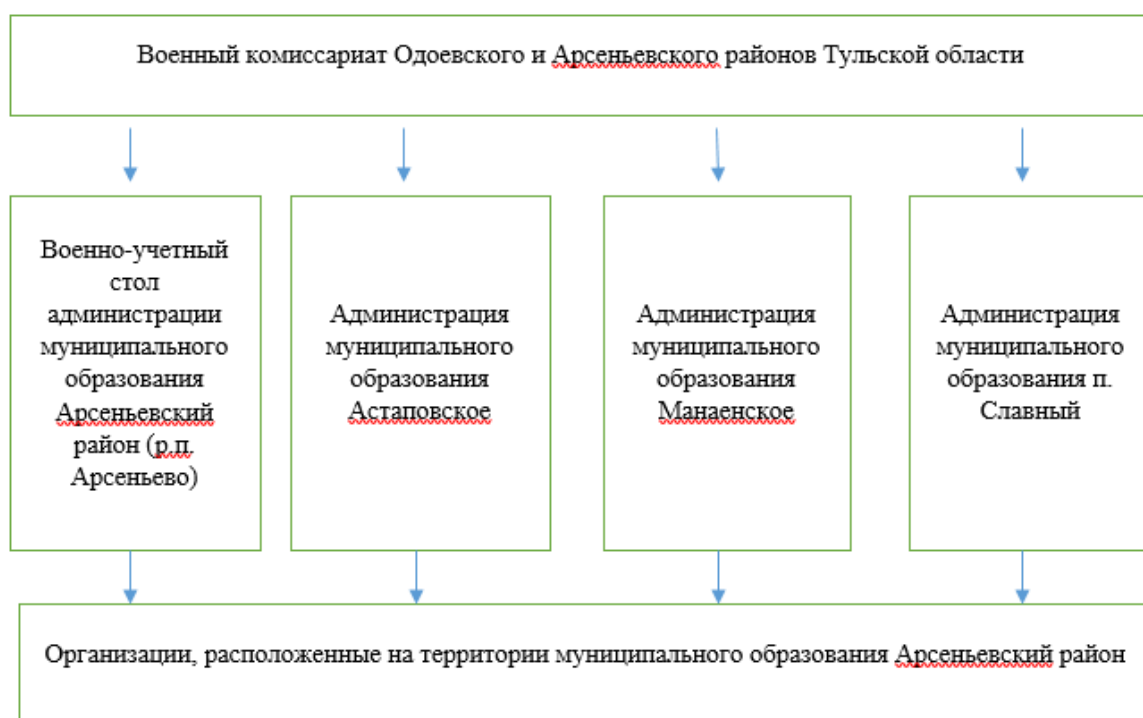 Военный комиссариат Одоевского и Арсеньевского районов Тульской области
Военно-учетный
стол
администрации
муниципального
образования
Арсеньевский
район (р.п.
Арсеньево)
Администрация
муниципального
образования
Астаповское
Администрация
муниципального
образования
Манаенское
Администрация
муниципального
образования п.
Славный
Организации, расположенные на территории муниципального образования Арсеньевский район